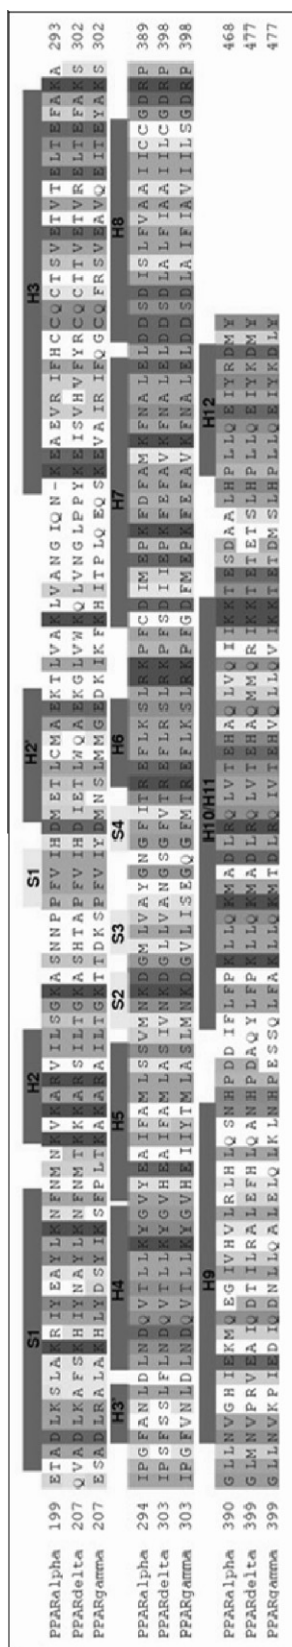 S1 H2 S1 H2' H3
PPARalpha 199 ETADLKSLAKRIYEAYLKNFNMNKVKARVILSGKASNNPPFVIHDMETLCMAEKTLVAKLVANGIQN-KEAEVRIFHCCQCTSVETVTELTEFAKA 293
PPARdelta 207 QVADLKAFSKHIYNAYLKNFNMTKKKARSILTGKASHTAPFVIHDIETLWQAEKGLVWKQLVNGLPPYKEISVHVFYRCQCTTVETVRELTEFAKS 302
PPARgamma 207 ESADLRALAKHLYDSYIKSFPLTKAKARAILTGKTTDKSPFVIYDMNSLMMGEDKIKFKHITPLQEQSKEVAIRIFQGCQFRSVEAVQEITEYAKS 302
H3' H4 H5 S2 S3 S4 H6 H7 H8
PPARalpha 294 IPGFANLDLNDQVTLLKYGVYEAIFAMLSSVMNKDGMLVAYGNGFITREFLKSLRKPFCDIMEPKFDFAMKFNALELDDSDISLFVAAIICCGDRP 389
PPARdelta 303 IPSFSSLFLNDQVTLLKYGVHEAIFAMLASIVNKDGLLVANGSGFVTREFLRSLRKPFSDIIEPKFEFAVKFNALELDDSDLALFIAAIILCGDRP 398
PPARgamma 303 IPGFVNLDLNDQVTLLKYGVHEIIYTMLASLMNKDGVLISEGQGFMTREFLKSLRKPFGDFMEPKFEFAVKFNALELDDSDLAIFIAVIILSGDRP 398
H9 H10/H11 H12
PPARalpha 390 GLLNVGHIEKMQEGIVHVLRLHLQSNHPDDIFLFPKLLQKMADLRQLVTEHAQLVQIIKKTESDAALHPLLQEIYRDMY 468
PPARdelta 399 GLMNVPRVEAIQDTILRALEFHLQANHPDAQYLFPKLLQKMADLRQLVTEHAQMMQRIKKTETETSLHPLLQEIYKDMY 477
PPARgamma 399 GLLNVKPIEDIQDNLLQALELQLKLNHPESSQLFAKLLQKMTDLRQIVTEHVQLLQVIKKTETDMSLHPLLQEIYKDLY 477